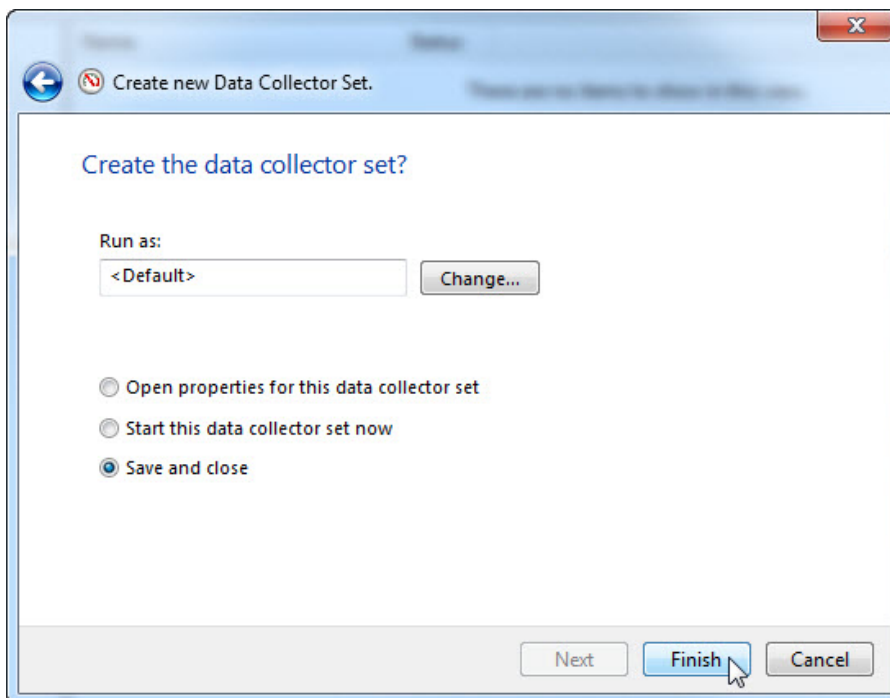 Create new Data Collector Set.
Create the data collector set?
Run as:
<Default>
Change...
Open properties for this data collector set
Start this data collector set now
Save and close
Next
Finish
Cancel